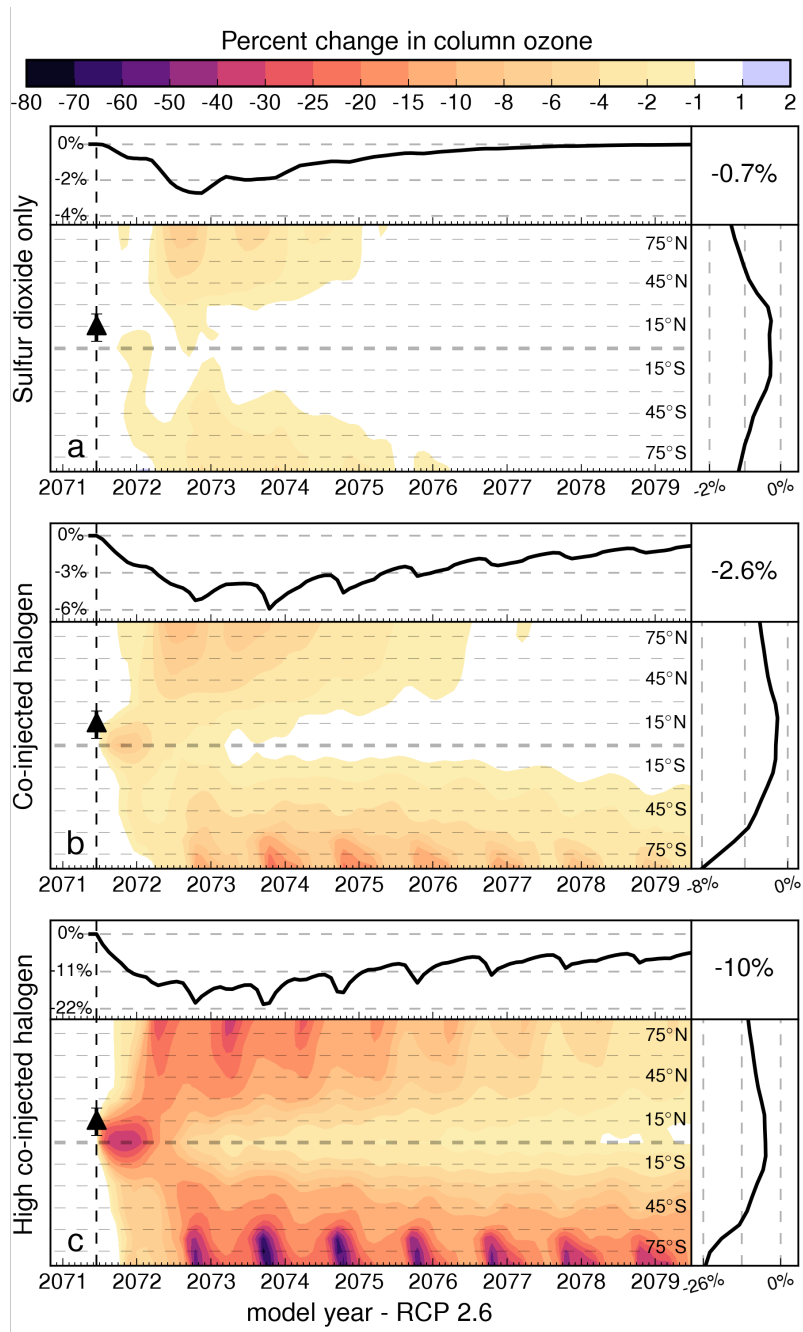 Percent change in column ozone
-80 -70 -60 -50 -40 -30 -25 -20 -15 -10 -8 -6 -4 -2 -1 1 2
Sulfur dioxide only
0%
-2%
-4%
-0.7%
75°N
45°N
15°N
15°S
45°S
75°S
a
2071 2072 2073 2074 2075 2076 2077 2078 2079 -2% 0%
Co-injected halogen
0%
-3%
-6%
-2.6%
75°N
45°N
15°N
15°S
45°S
75°S
b
2071 2072 2073 2074 2075 2076 2077 2078 2079 -8% 0%
High co-injected halogen
0%
-11%
-22%
-10%
75°N
45°N
15°N
15°S
45°S
75°S
c
2071 2072 2073 2074 2075 2076 2077 2078 2079 -26% 0%
model year - RCP 2.6